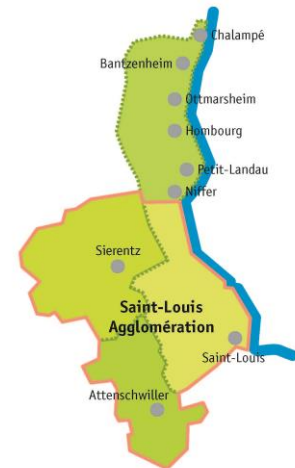 Chalampé
Bantzenheim
Ottmarsheim
Hombourg
Petit-Landau
Niffer
Sierentz
Saint-Louis
Agglomération
Saint-Louis
Attenschwiller